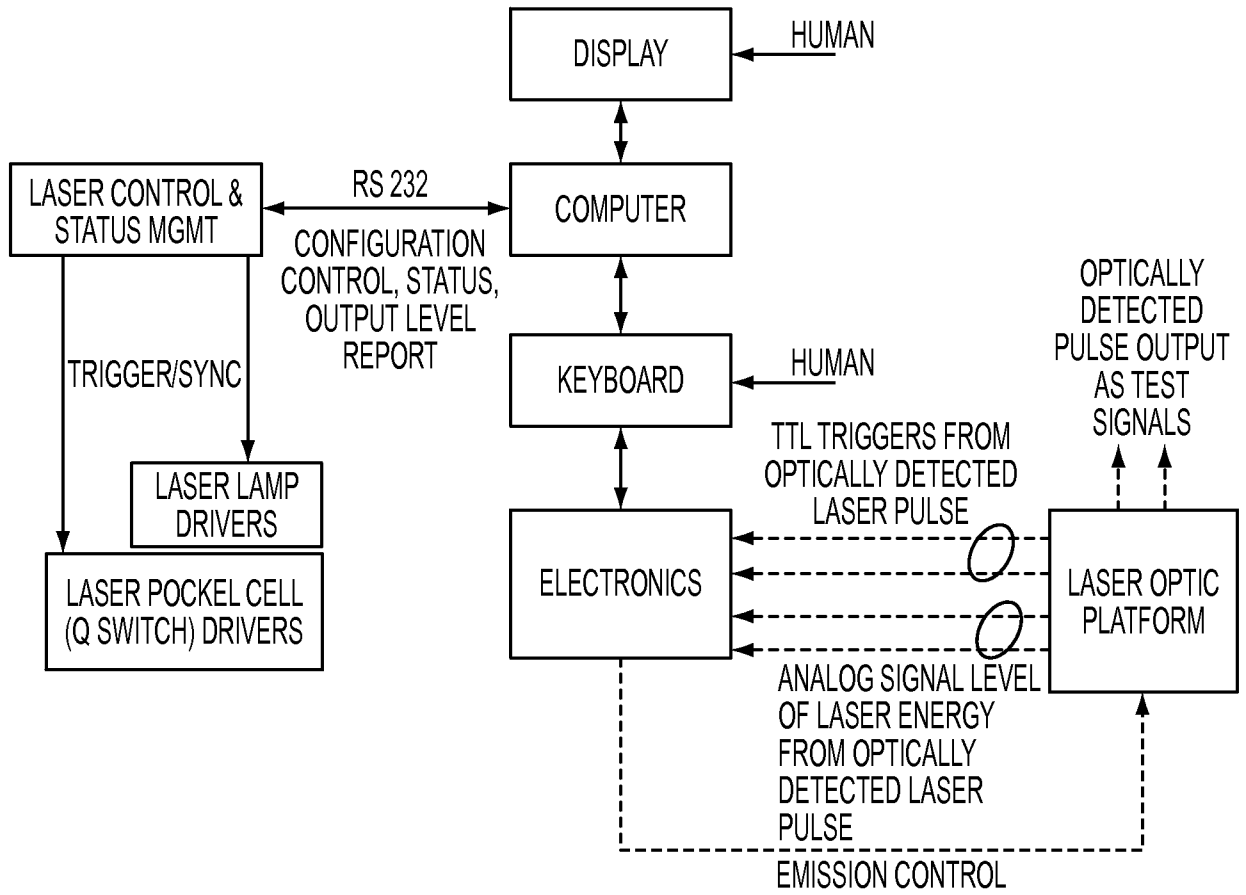 DISPLAY
HUMAN
LASER CONTROL &
STATUS MGMT
RS 232
COMPUTER
CONFIGURATION
CONTROL, STATUS,
OUTPUT LEVEL
REPORT
OPTICALLY
DETECTED
PULSE OUTPUT
AS TEST
SIGNALS
TRIGGER/SYNC
KEYBOARD
HUMAN
TTL TRIGGERS FROM
OPTICALLY DETECTED
LASER PULSE
LASER LAMP
DRIVERS
LASER POCKEL CELL
(Q SWITCH) DRIVERS
ELECTRONICS
LASER OPTIC
PLATFORM
ANALOG SIGNAL LEVEL
OF LASER ENERGY
FROM OPTICALLY
DETECTED LASER
PULSE
EMISSION CONTROL